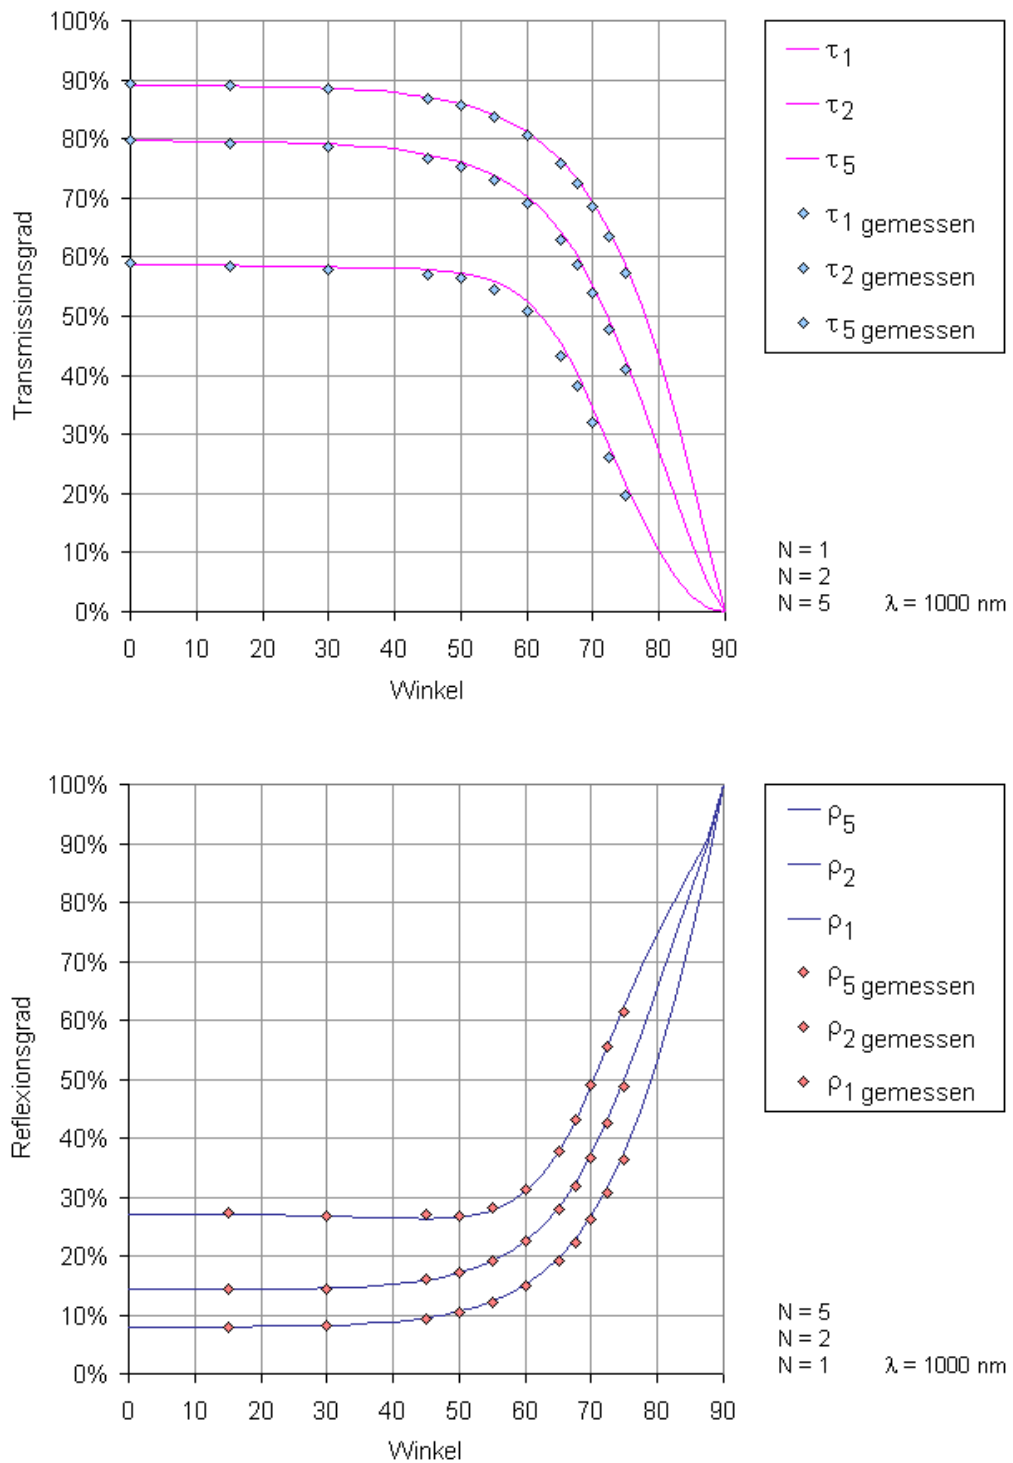 100%
90%
80%
70%
60%
50%
40%
30%
20%
10%
0%
Transmissionsgrad
0 10 20 30 40 50 60 70 80 90
Winkel
τ1
τ2
τ5
τ1 gemessen
τ2 gemessen
τ5 gemessen
N = 1
N = 2
N = 5 λ = 1000 nm
100%
90%
80%
70%
60%
50%
40%
30%
20%
10%
0%
Reflexionsgrad
0 10 20 30 40 50 60 70 80 90
Winkel
ρ5
ρ2
ρ1
ρ5 gemessen
ρ2 gemessen
ρ1 gemessen
N = 5
N = 2
N = 1 λ = 1000 nm